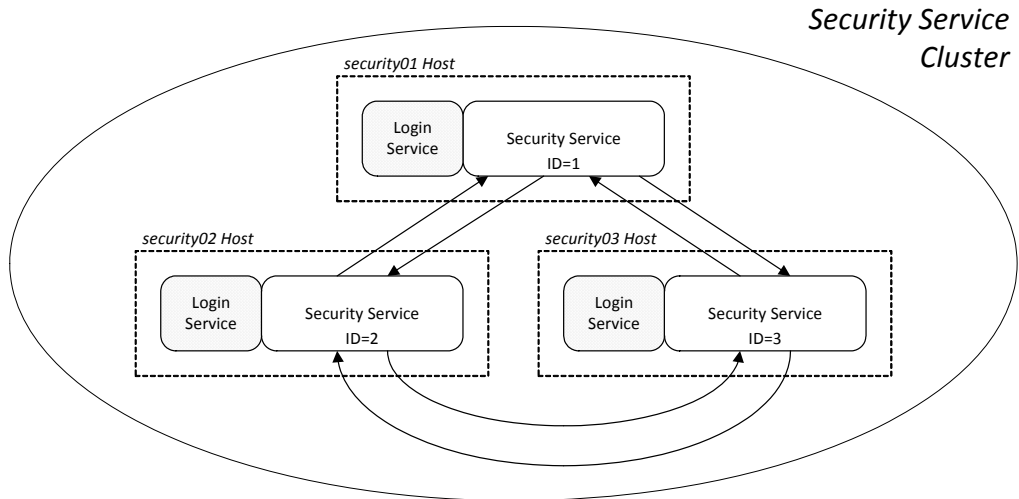 Security Service
Cluster
security01 Host
Login
Service
Security Service
ID=1
security02 Host
Login
Service
Security Service
ID=2
security03 Host
Login
Service
Security Service
ID=3